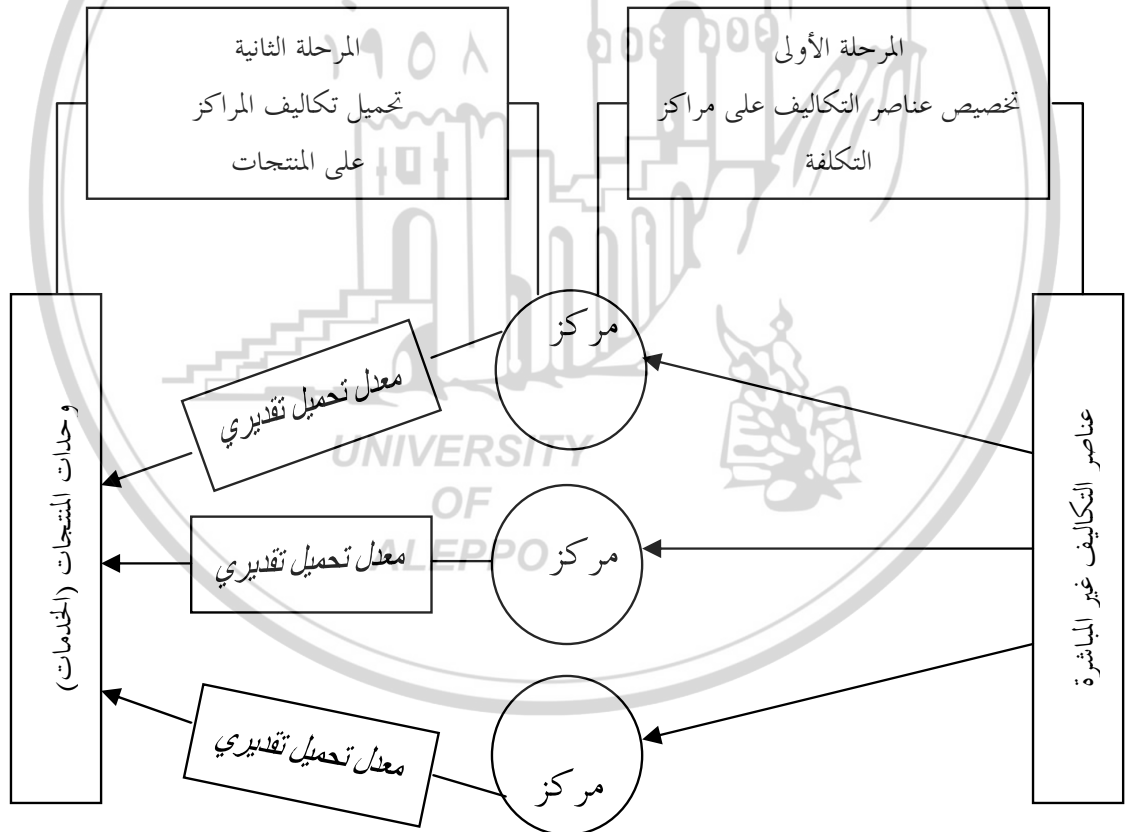 المرحلة الأولى
تخصيص عناصر التكاليف على مراكز
التكلفة
المرحلة الثانية
تحميل تكاليف المراكز
على المنتجات
عناصر التكاليف غير المباشرة
مركز
معدل تحميل تقديري
مركز
معدل تحميل تقديري
مركز
معدل تحميل تقديري
وحدات المنتجات (الخدمات)
١٩٥٨
UNIVERSITY
OF
ALEPPO